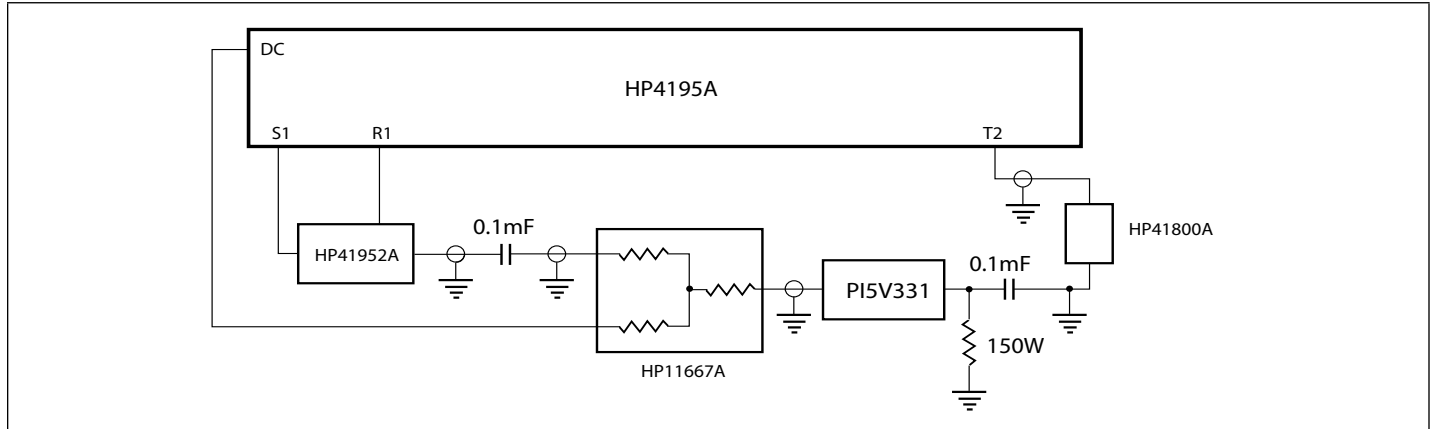 DC
HP4195A
S1
R1
T2
HP41952A
0.1mF
HP11667A
PI5V331
0.1mF
HP41800A
150W